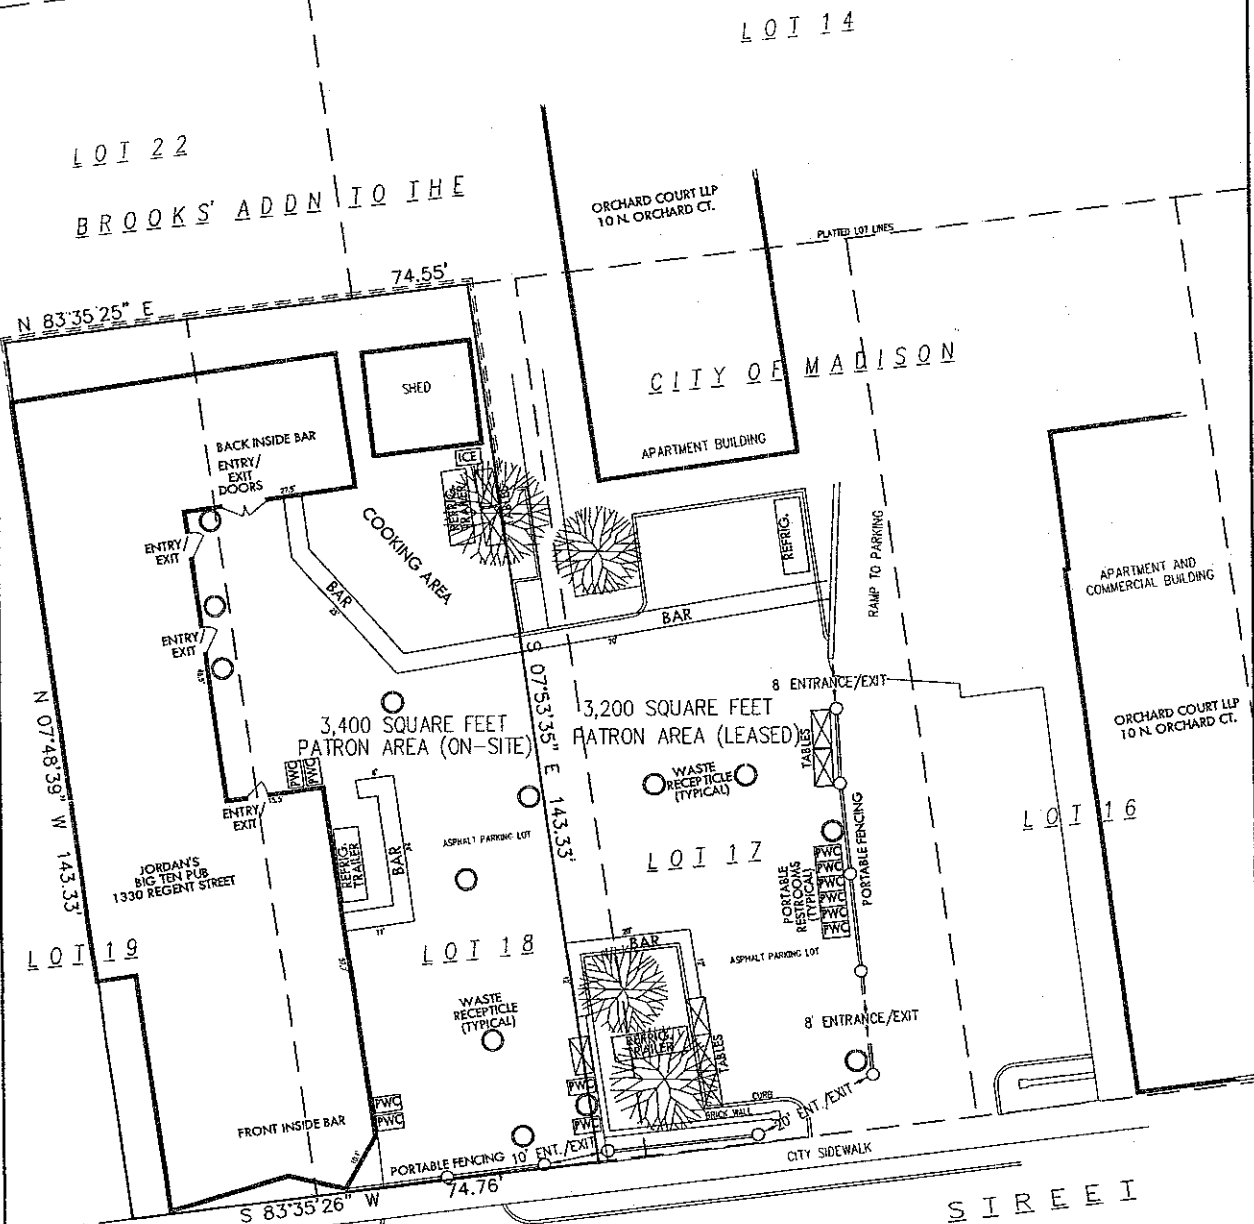 LOT 14
LOT 22
BROOKS' ADDN TO THE
ORCHARD COURT LLP
10 N. ORCHARD CT.
PLATTED LOT LINES
74.55'
N 83°35'25" E
CITY OF MADISON
SHED
APARTMENT BUILDING
BACK INSIDE BAR
ENTRY/
EXIT
DOORS
27.5'
ICE
REFRIG.
TRAILER
COOKING AREA
REFRIG.
RAMP TO PARKING
ENTRY/
EXIT
APARTMENT AND
COMMERCIAL BUILDING
BAR
BAR
ENTRY/
EXIT
S 07°53'35" E 143.33'
N 07°48'39" W 143.33'
8 ENTRANCE/EXIT
3,400 SQUARE FEET
PATRON AREA (ON-SITE)
3,200 SQUARE FEET
PATRON AREA (LEASED)
TABLES
ORCHARD COURT LLP
10 N. ORCHARD CT.
PWC
PWC
WASTE
RECEPTICLE
(TYPICAL)
ENTRY/
EXIT
15.5'
LOT 16
PORTABLE FENCING
ASPHALT PARKING LOT
REFRIG.
TRAILER
BAR
LOT 17
JORDAN'S
BIG TEN PUB
1330 REGENT STREET
PORTABLE
RESTROOMS
(TYPICAL)
PWC
PWC
PWC
PWC
PWC
PWC
LOT 19
LOT 18
BAR
ASPHALT PARKING LOT
WASTE
RECEPTICLE
(TYPICAL)
8' ENTRANCE/EXIT
REFRIG.
TRAILER
TABLES
PWC
PWC
PWC
PWC
CURB
BRICK WALL
20' ENT./EXIT
FRONT INSIDE BAR
PORTABLE FENCING
10' ENT./EXIT
CITY SIDEWALK
S 83°35'26" W
74.76'
STREET